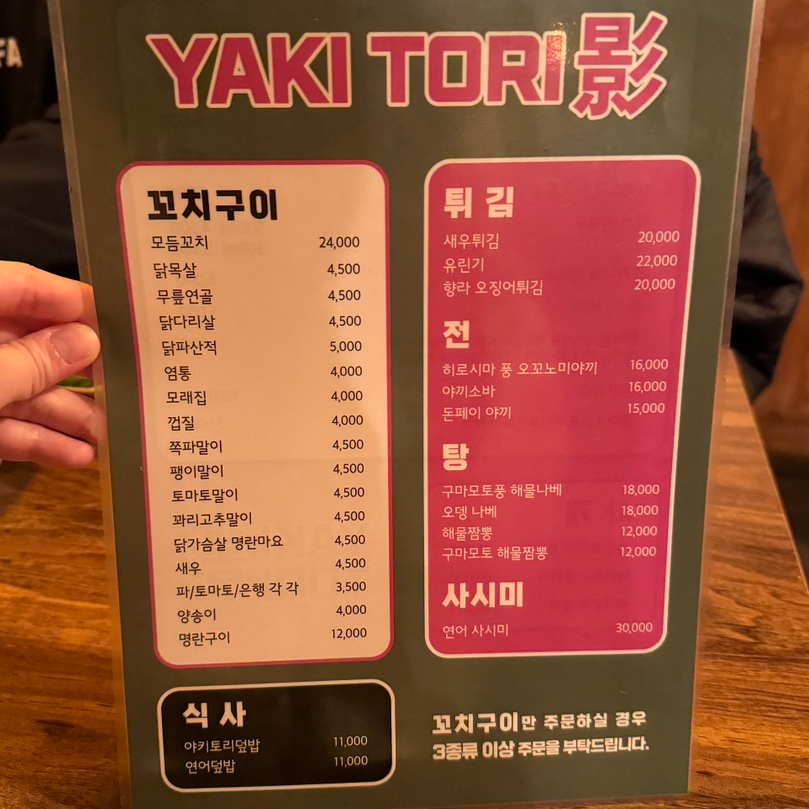 FA
YAKI TORI 影
꼬치구이
모듬꼬치 24,000
닭목살 4,500
무릎연골 4,500
닭다리살 4,500
닭파산적 5,000
염통 4,000
모래집 4,000
껍질 4,000
쪽파말이 4,500
팽이말이 4,500
토마토말이 4,500
꽈리고추말이 4,500
닭가슴살 명란마요 4,500
새우 4,500
파/토마토/은행 각 각 3,500
양송이 4,000
명란구이 12,000
식 사
야키토리덮밥 11,000
연어덮밥 11,000
튀 김
새우튀김 20,000
유린기 22,000
향라 오징어튀김 20,000
전
히로시마 풍 오꼬노미야끼 16,000
야끼소바 16,000
돈페이 야끼 15,000
탕
구마모토풍 해물나베 18,000
오뎅 나베 18,000
해물짬뽕 12,000
구마모토 해물짬뽕 12,000
사시미
연어 사시미 30,000
꼬치구이만 주문하실 경우
3종류 이상 주문을 부탁드립니다.